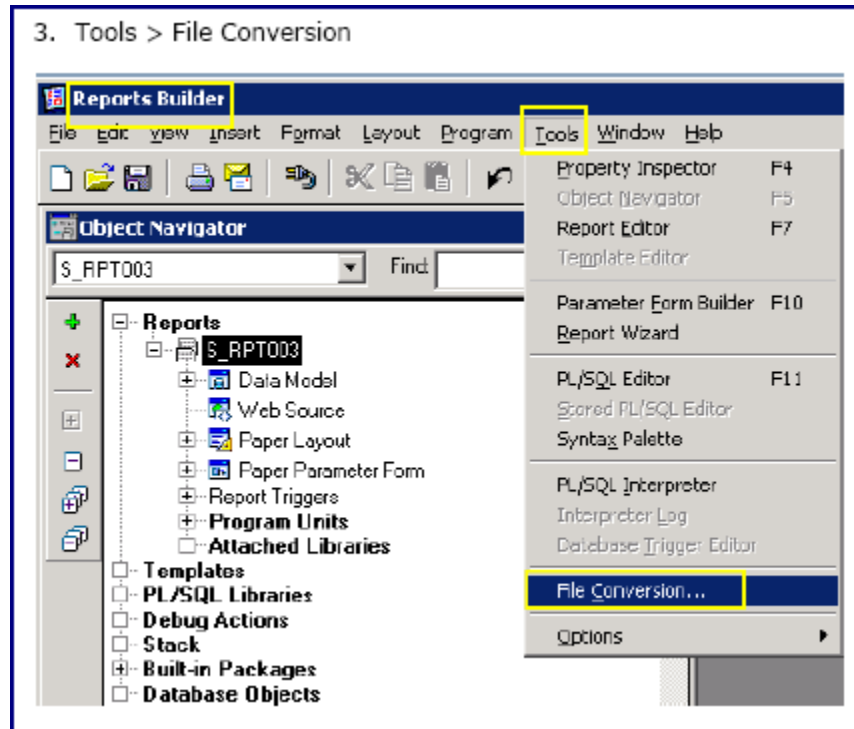 3. Tools > File Conversion
Reports Builder
File Edit View Insert Format Layout Program Tools Window Help
Object Navigator
S_RPT003 Find:
Reports
S_RPT003
Data Model
Web Source
Paper Layout
Paper Parameter Form
Report Triggers
Program Units
Attached Libraries
Templates
PL/SQL Libraries
Debug Actions
Stack
Built-in Packages
Database Objects
Property Inspector F4
Object Navigator F5
Report Editor F7
Template Editor
Parameter Form Builder F10
Report Wizard
PL/SQL Editor F11
Stored PL/SQL Editor
Syntax Palette
PL/SQL Interpreter
Interpreter Log
Database Trigger Editor
File Conversion...
Options